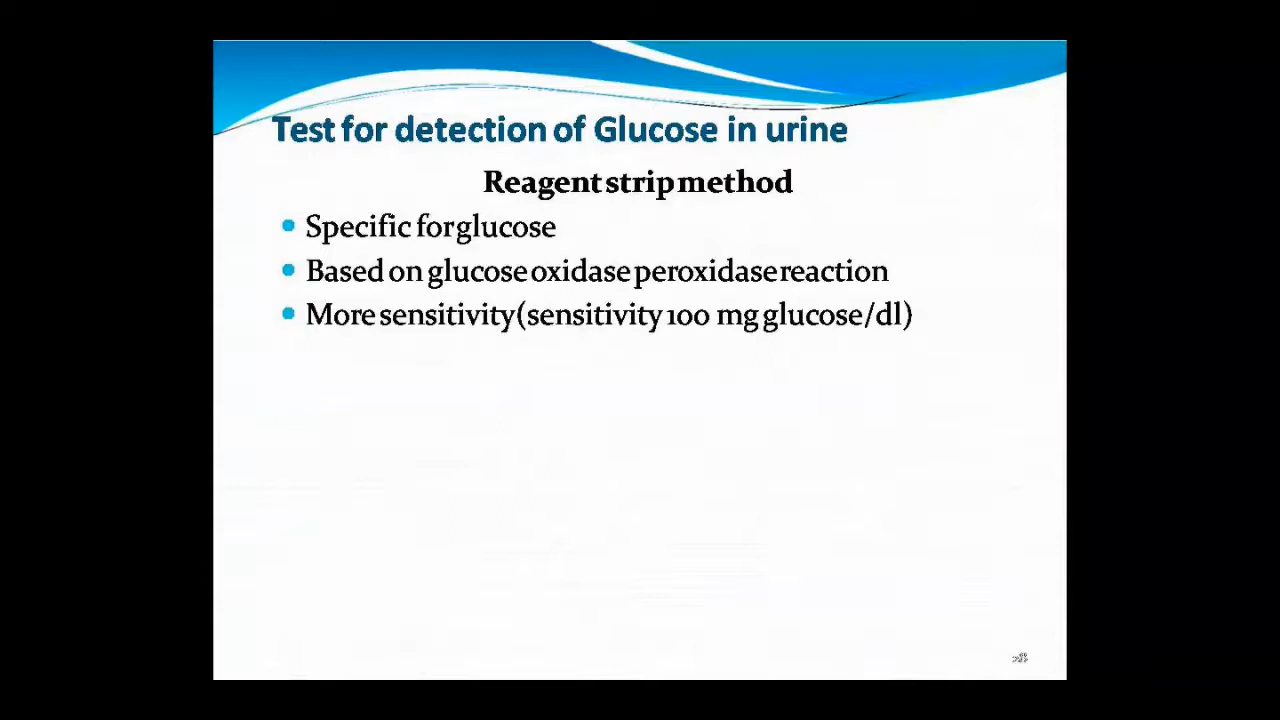 Test for detection of Glucose in urine
Reagent strip method
Specific for glucose
Based on glucose oxidase peroxidase reaction
More sensitivity (sensitivity 100 mg glucose/dl)